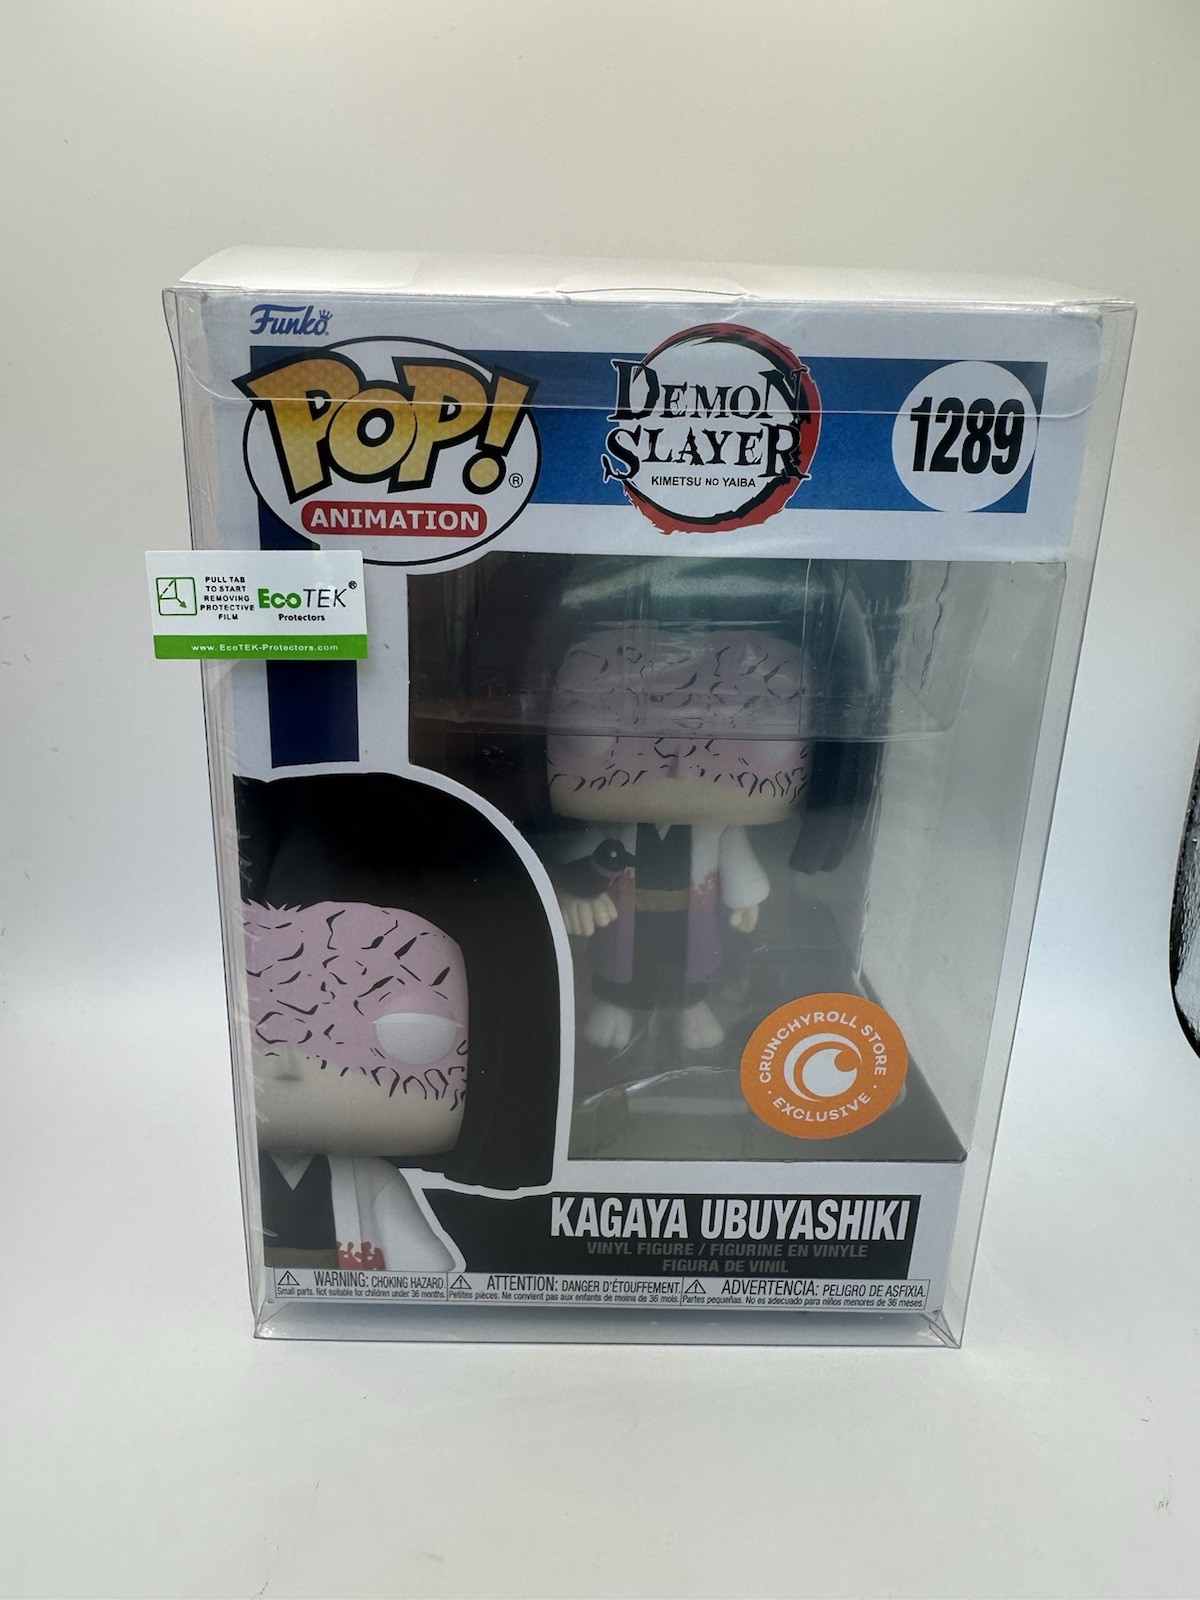 Funko
POP!®
ANIMATION
DEMON
SLAYER
KIMETSU NO YAIBA
1289
PULL TAB
TO START
REMOVING
PROTECTIVE
FILM
EcoTEK®
Protectors
www.EcoTEK-Protectors.com
CRUNCHYROLL STORE
· EXCLUSIVE ·
KAGAYA UBUYASHIKI
VINYL FIGURE / FIGURINE EN VINYLE
FIGURA DE VINIL
WARNING: CHOKING HAZARD.
Small parts. Not suitable for children under 36 months.
ATTENTION: DANGER D'ÉTOUFFEMENT.
Petites pièces. Ne convient pas aux enfants de moins de 36 mois.
ADVERTENCIA: PELIGRO DE ASFIXIA.
Partes pequeñas. No es adecuado para niños menores de 36 meses.